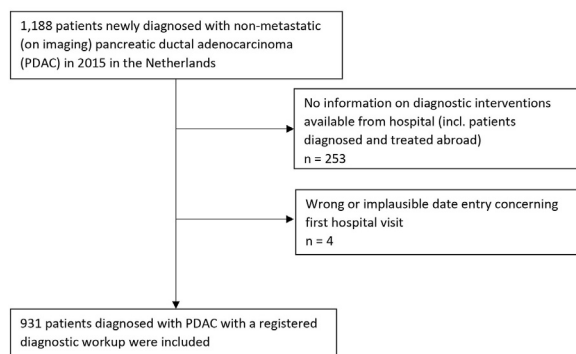 1,188 patients newly diagnosed with non-metastatic
(on imaging) pancreatic ductal adenocarcinoma
(PDAC) in 2015 in the Netherlands
No information on diagnostic interventions
available from hospital (incl. patients
diagnosed and treated abroad)
n = 253
Wrong or implausible date entry concerning
first hospital visit
n = 4
931 patients diagnosed with PDAC with a registered
diagnostic workup were included